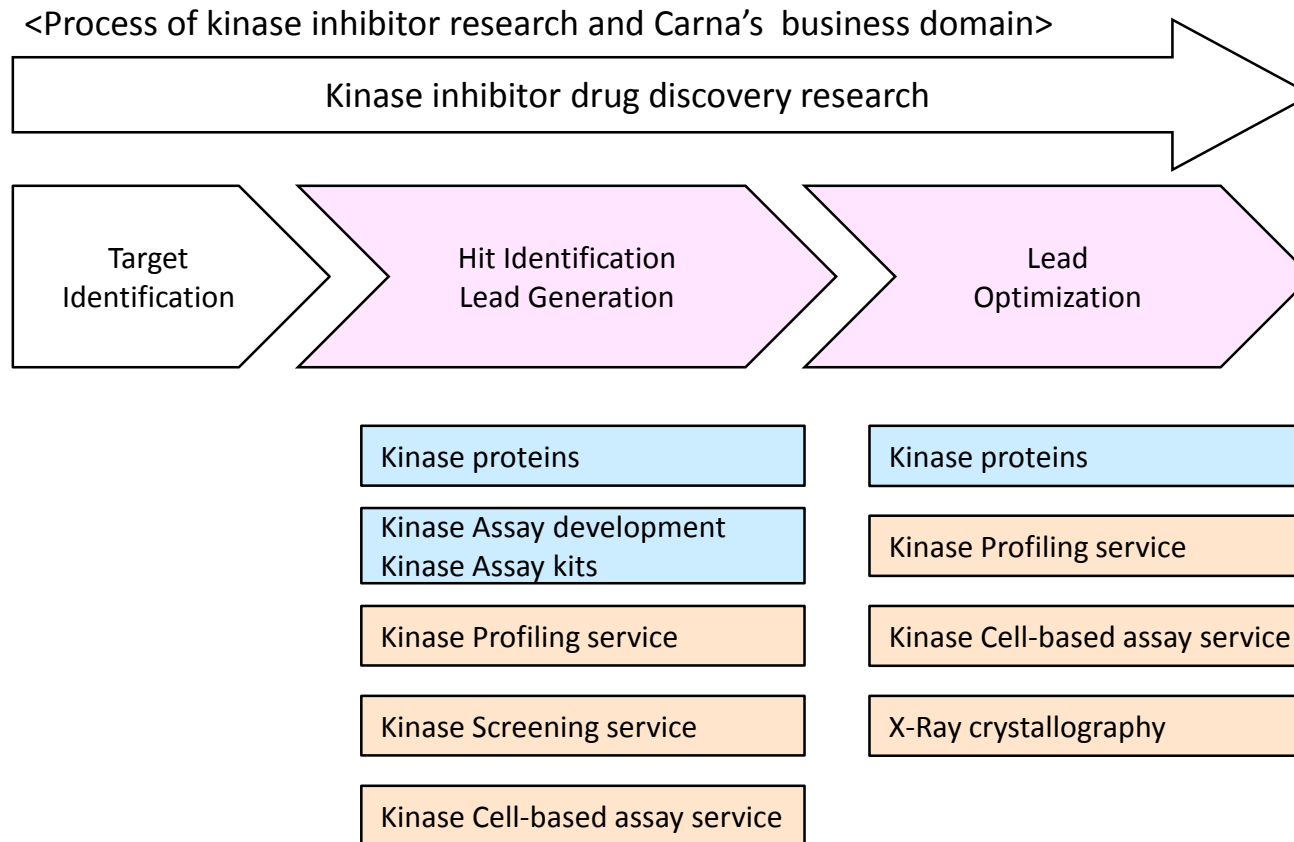 <Process of kinase inhibitor research and Carna's  business domain>
Kinase inhibitor drug discovery research
Target
Identification
Hit Identification
Lead Generation
Lead
Optimization
Kinase proteins
Kinase Assay development
Kinase Assay kits
Kinase Profiling service
Kinase Screening service
Kinase Cell-based assay service
Kinase proteins
Kinase Profiling service
Kinase Cell-based assay service
X-Ray crystallography